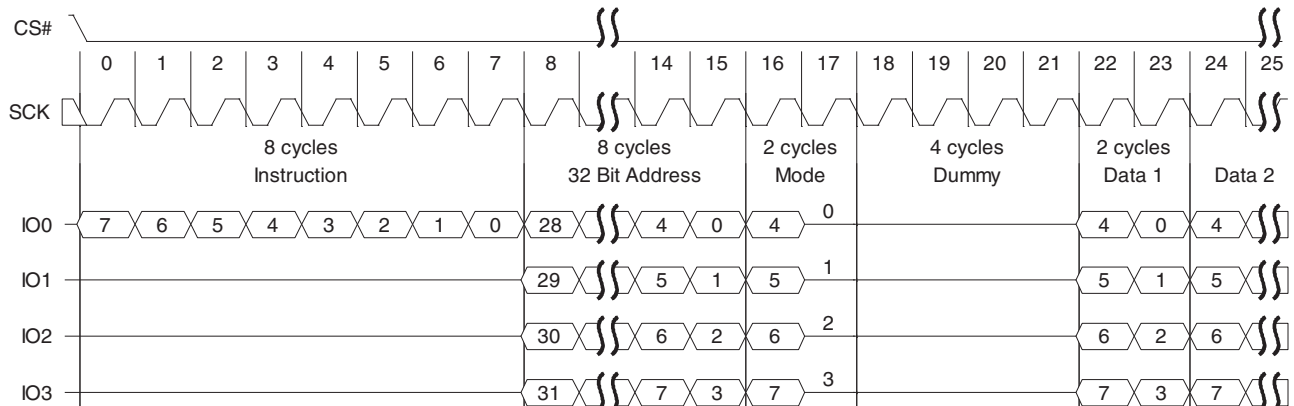 CS#
0 1 2 3 4 5 6 7 8 14 15 16 17 18 19 20 21 22 23 24 25
SCK
8 cycles 8 cycles 2 cycles 4 cycles 2 cycles
Instruction 32 Bit Address Mode Dummy Data 1 Data 2
IO0 7 6 5 4 3 2 1 0 28 4 0 4 0 4 0 4
IO1 29 5 1 5 1 5 1 5
IO2 30 6 2 6 2 6 2 6
IO3 31 7 3 7 3 7 3 7